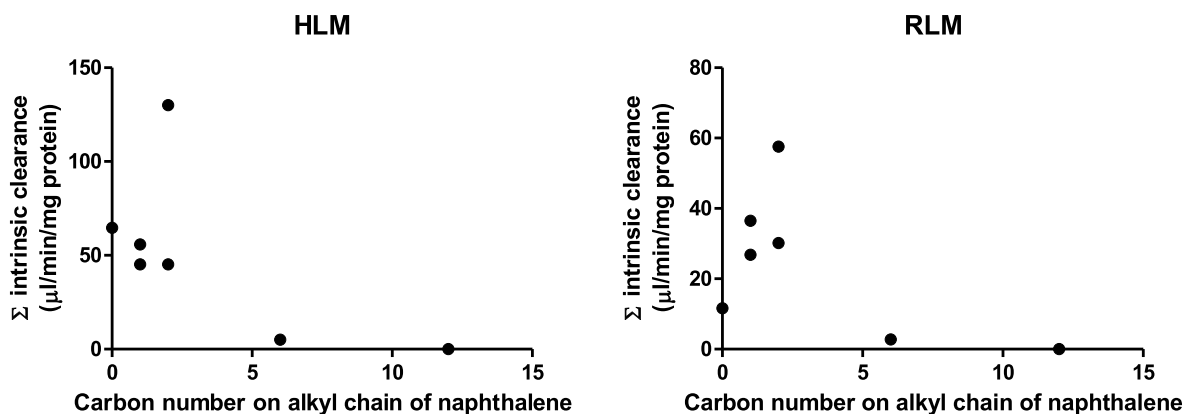 HLM
Σ intrinsic clearance
(μl/min/mg protein)
150
100
50
0
0 5 10 15
Carbon number on alkyl chain of naphthalene
RLM
Σ intrinsic clearance
(μl/min/mg protein)
80
60
40
20
0
0 5 10 15
Carbon number on alkyl chain of naphthalene